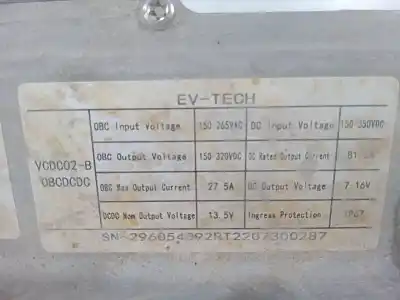 EV-TECH
VCDC02-B
OBCDCDC
OBC Input Voltage 150-265VAC DC Input Voltage 150-350VDC
OBC Output Voltage 150-320VDC DC Rated Output Current 81
OBC Max Output Current 27.5A DC Output Voltage 7-16V
DCDC Nom Output Voltage 13.5V Ingress Protection IP67